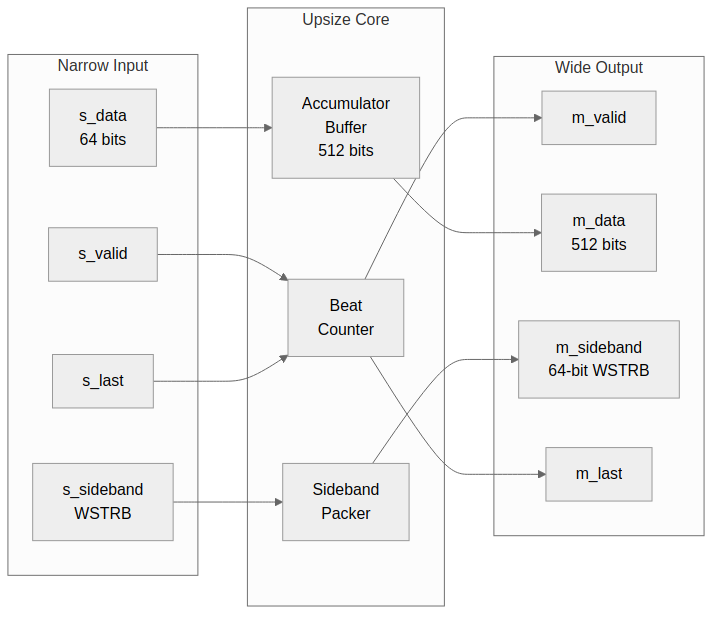 Narrow Input
s_data
64 bits
s_valid
s_last
s_sideband
WSTRB
Upsize Core
Accumulator
Buffer
512 bits
Beat
Counter
Sideband
Packer
Wide Output
m_valid
m_data
512 bits
m_sideband
64-bit WSTRB
m_last